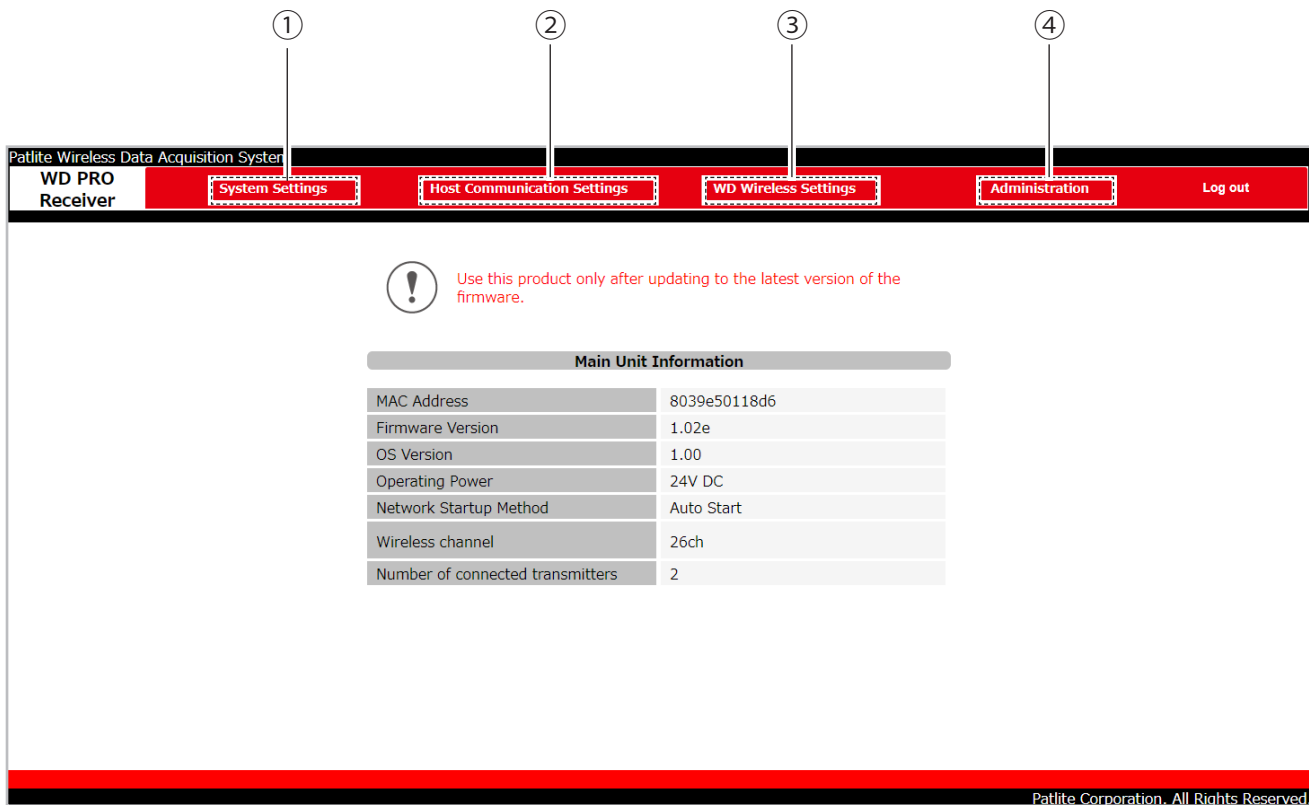 ① ② ③ ④
Patlite Wireless Data Acquisition System
WD PRO
Receiver
System Settings Host Communication Settings WD Wireless Settings Administration Log out
Use this product only after updating to the latest version of the
firmware.
Main Unit Information
MAC Address 8039e50118d6
Firmware Version 1.02e
OS Version 1.00
Operating Power 24V DC
Network Startup Method Auto Start
Wireless channel 26ch
Number of connected transmitters 2
Patlite Corporation. All Rights Reserved